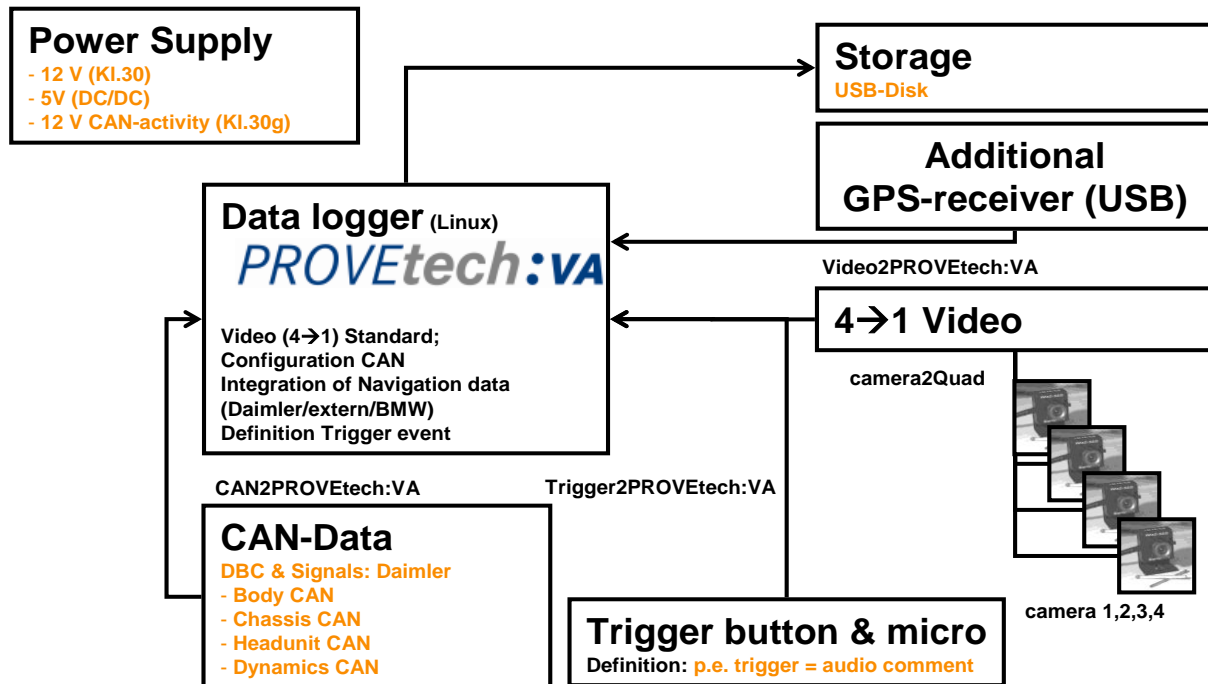 Power Supply
- 12 V (Kl.30)
- 5V (DC/DC)
- 12 V CAN-activity (Kl.30g)
Storage
USB-Disk
Additional
GPS-receiver (USB)
Data logger (Linux)
PROVEtech:VA
Video (4→1) Standard;
Configuration CAN
Integration of Navigation data
(Daimler/extern/BMW)
Definition Trigger event
Video2PROVEtech:VA
4→1 Video
camera2Quad
camera 1,2,3,4
CAN2PROVEtech:VA
Trigger2PROVEtech:VA
CAN-Data
DBC & Signals: Daimler
- Body CAN
- Chassis CAN
- Headunit CAN
- Dynamics CAN
Trigger button & micro
Definition: p.e. trigger = audio comment